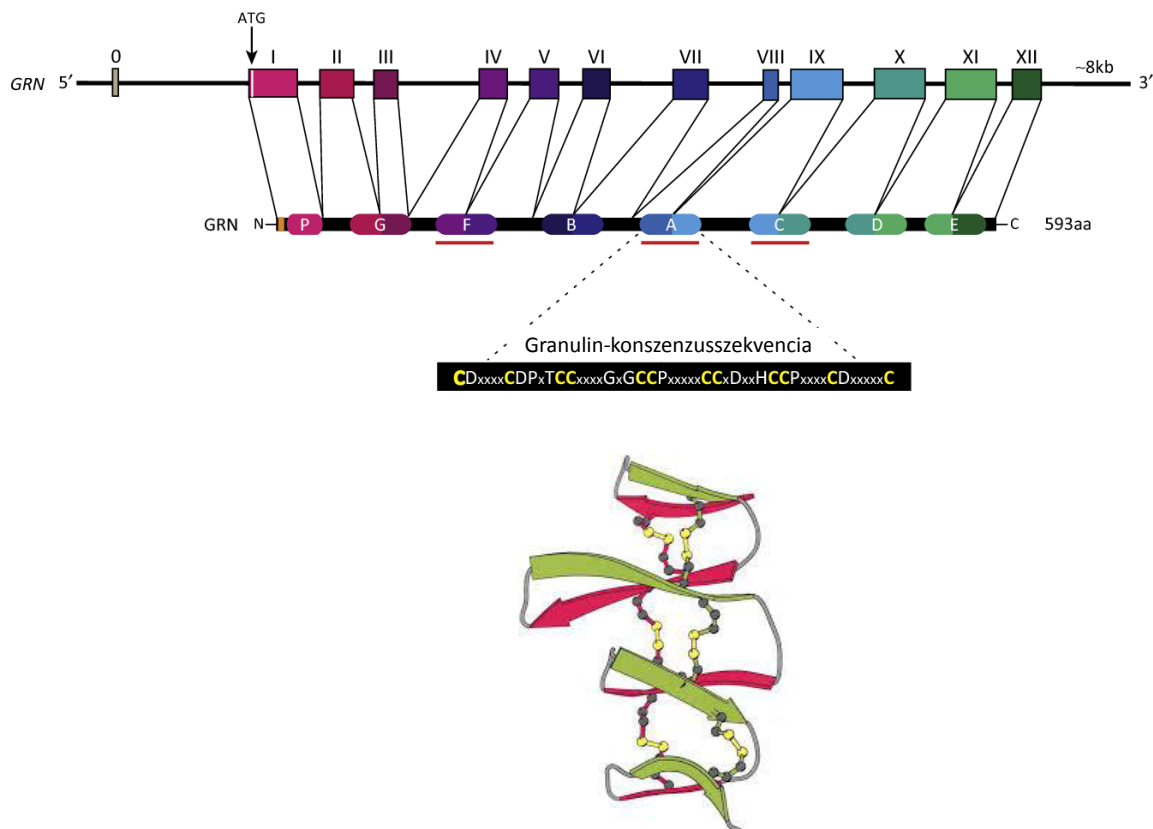 ATG
0 I II III IV V VI VII VIII IX X XI XII
GRN 5′ ~8kb 3′
GRN N P G F B A C D E C 593aa
Granulin-konszenzusszekvencia
CDxxxxCDPxTCCxxxxGxGCCPxxxxxCCxDxxHCCPxxxxCDxxxxxC